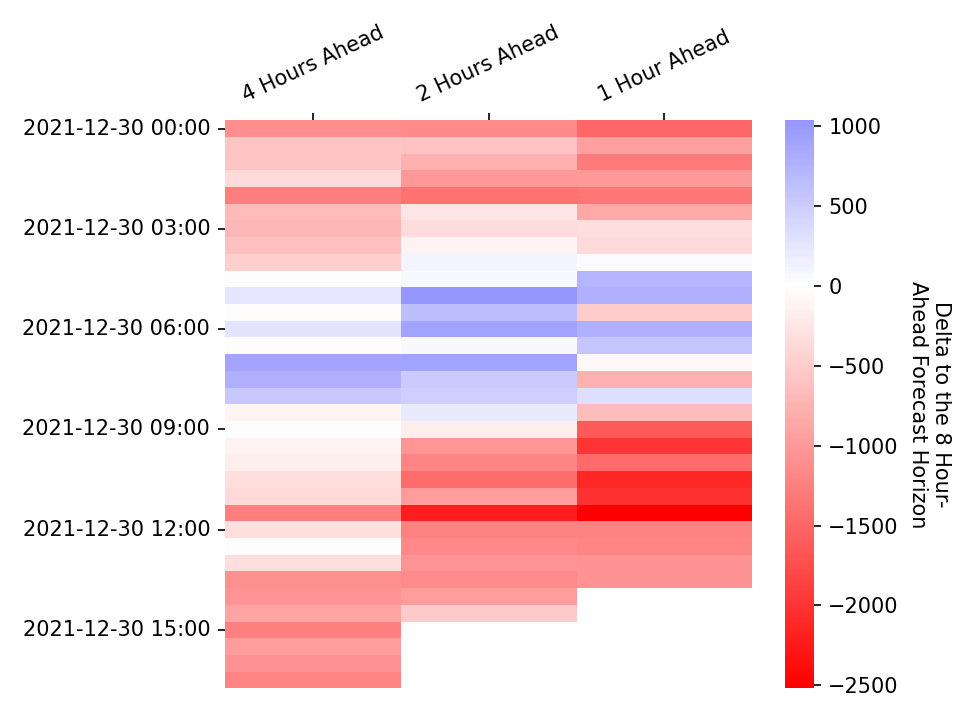 4 Hours Ahead
2 Hours Ahead
1 Hour Ahead
2021-12-30 00:00
2021-12-30 03:00
2021-12-30 06:00
2021-12-30 09:00
2021-12-30 12:00
2021-12-30 15:00
1000
500
0
−500
−1000
−1500
−2000
−2500
Delta to the 8 Hour-
Ahead Forecast Horizon